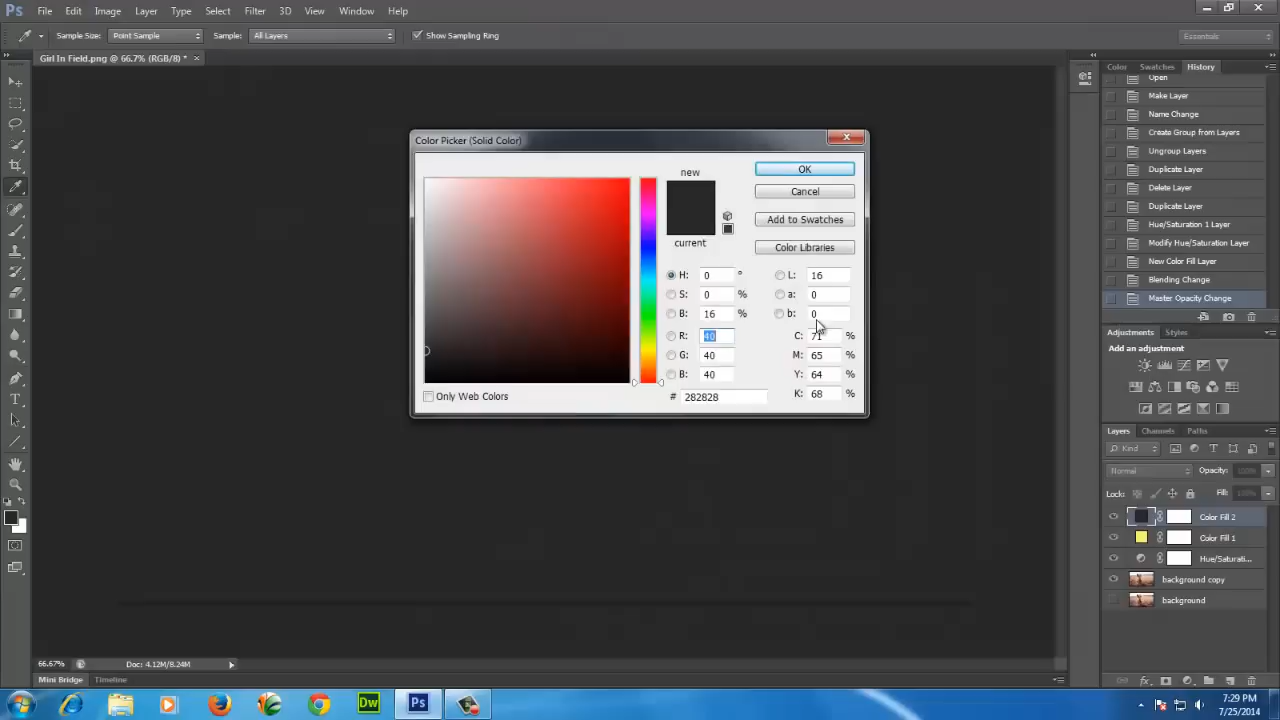 Ps File Edit Image Layer Type Select Filter 3D View Window Help
Sample Size: Point Sample Sample: All Layers Show Sampling Ring Essentials
Girl In Field.png @ 66.7% (RGB/8) * ×
Color Swatches History
Open
Make Layer
Name Change
Create Group from Layers
Ungroup Layers
Duplicate Layer
Delete Layer
Duplicate Layer
Hue/Saturation 1 Layer
Modify Hue/Saturation Layer
New Color Fill Layer
Blending Change
Master Opacity Change
Color Picker (Solid Color)
new
current
OK
Cancel
Add to Swatches
Color Libraries
H: 0 ° L: 16
S: 0 % a: 0
B: 16 % b: 0
R: 40 C: 71 %
G: 40 M: 65 %
B: 40 Y: 64 %
# 282828 K: 68 %
Only Web Colors
Adjustments Styles
Add an adjustment
Layers Channels Paths
Kind
Normal Opacity: 100%
Lock: Fill: 100%
Color Fill 2
Color Fill 1
Hue/Saturati...
background copy
background
66.67% Doc: 4.12M/8.24M
Mini Bridge Timeline
Dw Ps
7:29 PM
7/25/2014